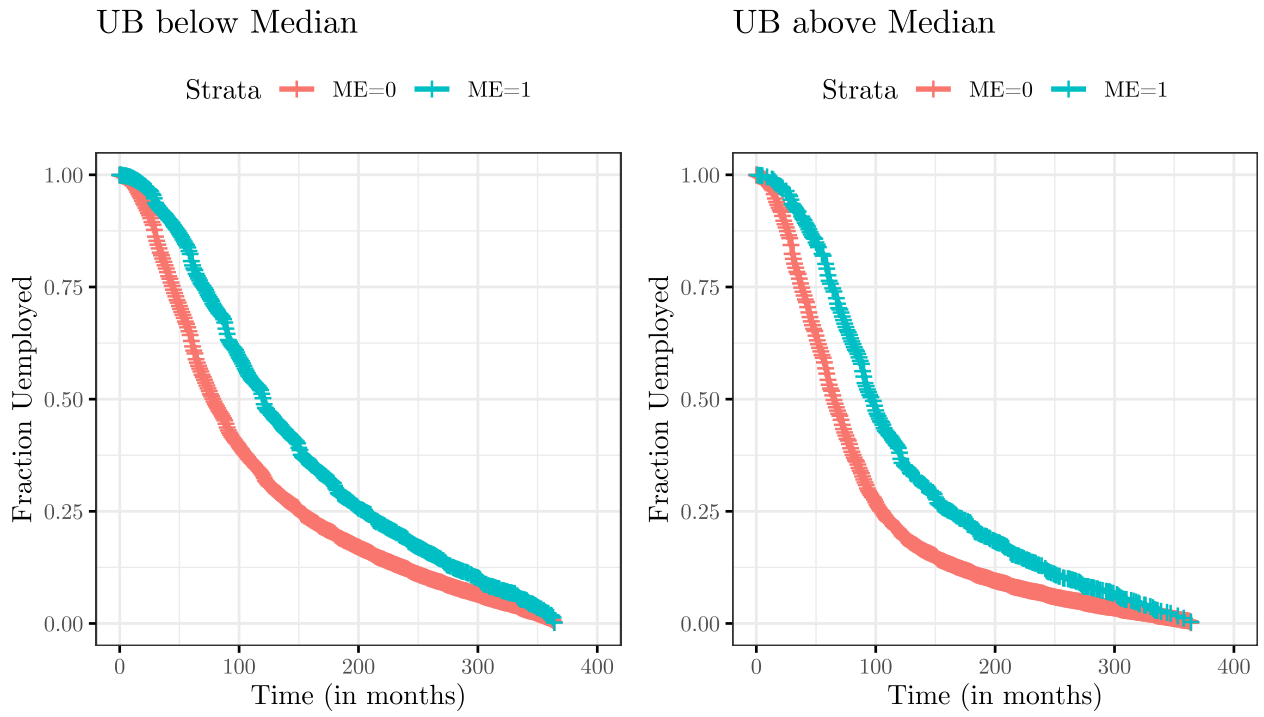 UB below Median
Strata ME=0 ME=1
1.00
0.75
0.50
0.25
0.00
Fraction Uemployed
0 100 200 300 400
Time (in months)
UB above Median
Strata ME=0 ME=1
1.00
0.75
0.50
0.25
0.00
Fraction Uemployed
0 100 200 300 400
Time (in months)